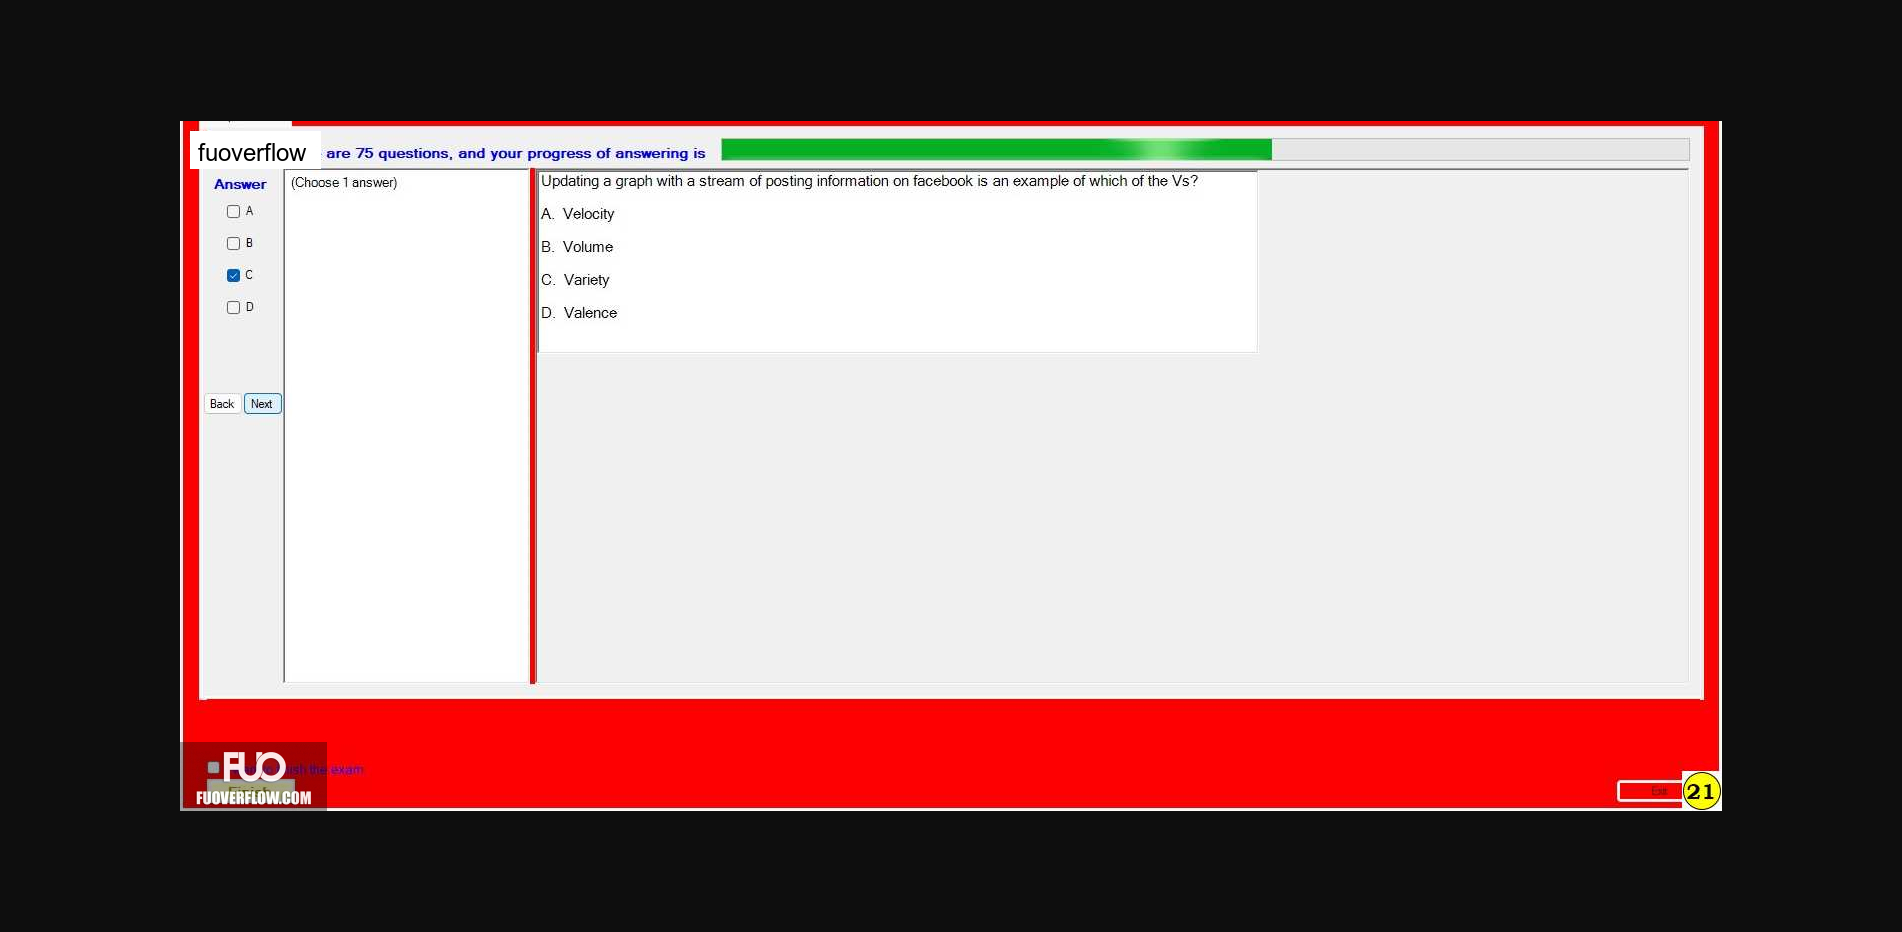 fuoverflow are 75 questions, and your progress of answering is
Answer
(Choose 1 answer)
A
B
C
D
Back
Next
Updating a graph with a stream of posting information on facebook is an example of which of the Vs?
A. Velocity
B. Volume
C. Variety
D. Valence
FUO
the exam
FUOVERFLOW.COM
Exit
21